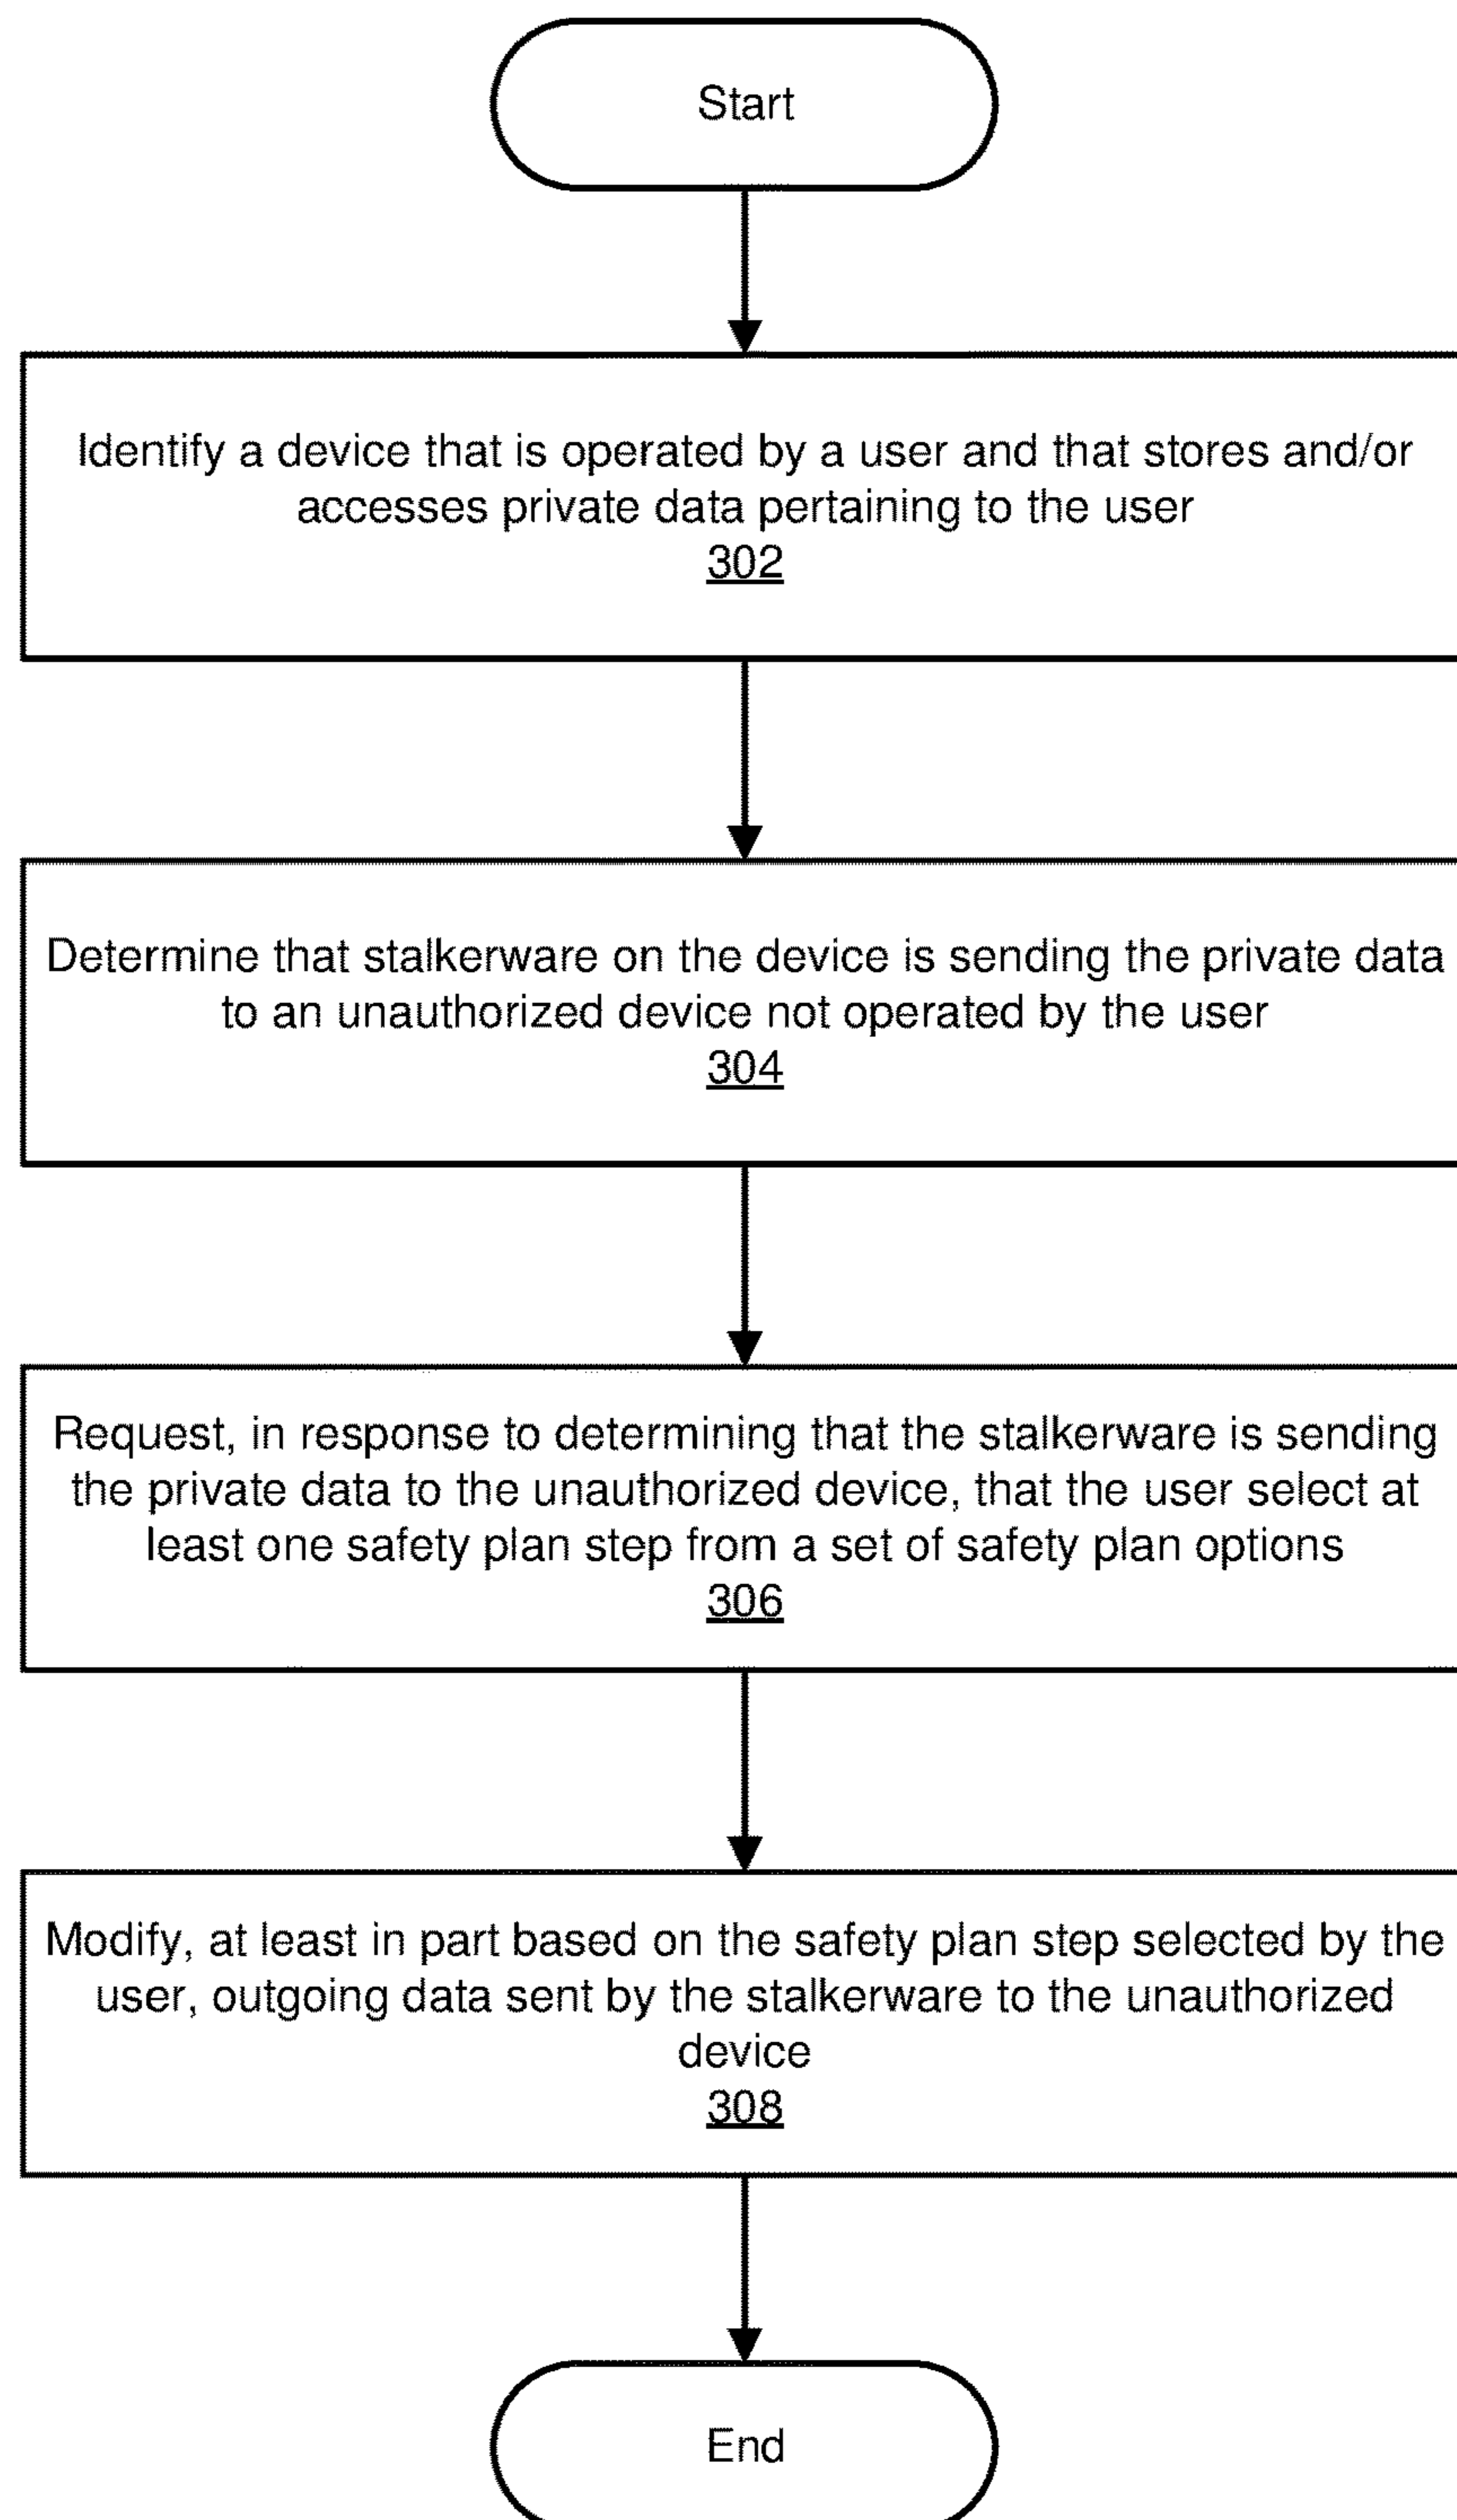 Start
Identify a device that is operated by a user and that stores and/or
accesses private data pertaining to the user
302
Determine that stalkerware on the device is sending the private data
to an unauthorized device not operated by the user
304
Request, in response to determining that the stalkerware is sending
the private data to the unauthorized device, that the user select at
least one safety plan step from a set of safety plan options
306
Modify, at least in part based on the safety plan step selected by the
user, outgoing data sent by the stalkerware to the unauthorized
device
308
End